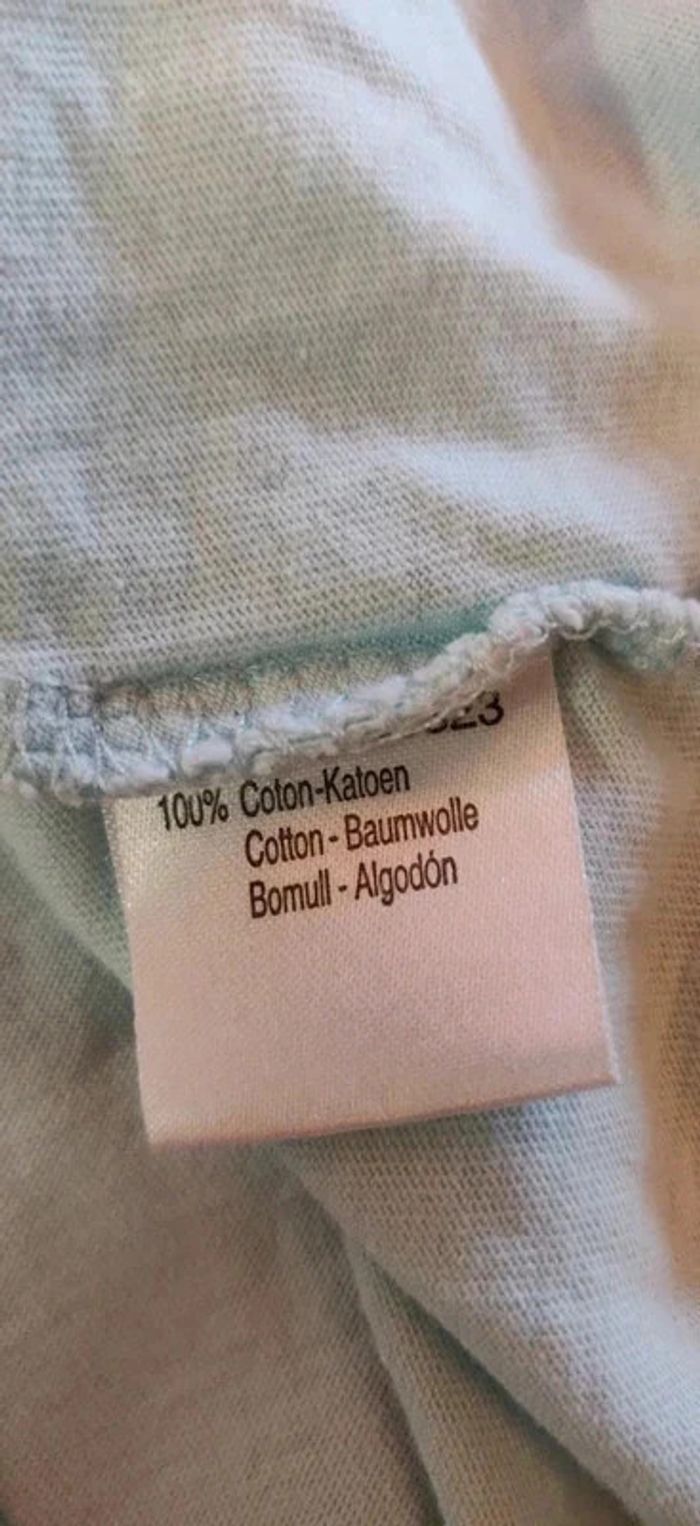 100% Coton-Katoen
Cotton - Baumwolle
Bomull - Algodón